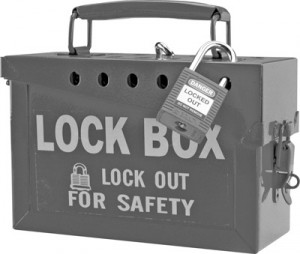 DANGER
LOCKED
OUT
LOCK BOX
LOCK OUT
FOR SAFETY